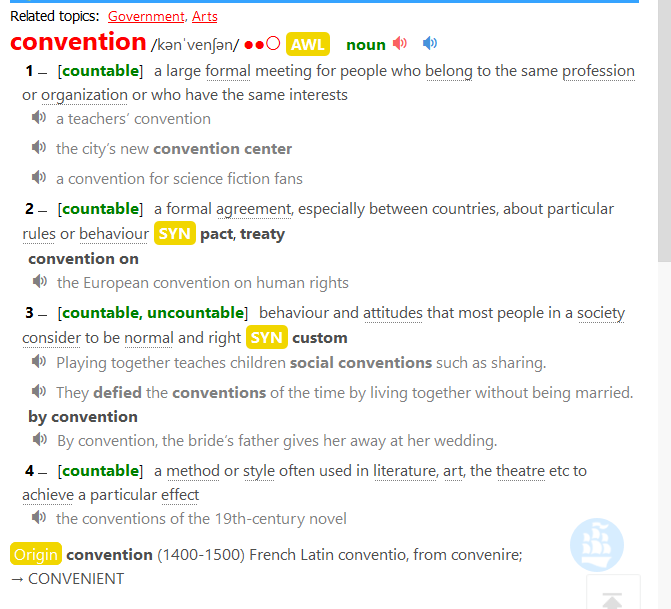 Related topics: Government, Arts
convention /kənˈvenʃən/ ●●○ AWL noun
1 – [countable] a large formal meeting for people who belong to the same profession
or organization or who have the same interests
a teachers’ convention
the city’s new convention center
a convention for science fiction fans
2 – [countable] a formal agreement, especially between countries, about particular
rules or behaviour SYN pact, treaty
convention on
the European convention on human rights
3 – [countable, uncountable] behaviour and attitudes that most people in a society
consider to be normal and right SYN custom
Playing together teaches children social conventions such as sharing.
They defied the conventions of the time by living together without being married.
by convention
By convention, the bride’s father gives her away at her wedding.
4 – [countable] a method or style often used in literature, art, the theatre etc to
achieve a particular effect
the conventions of the 19th-century novel
Origin convention (1400-1500) French Latin conventio, from convenire;
→ CONVENIENT